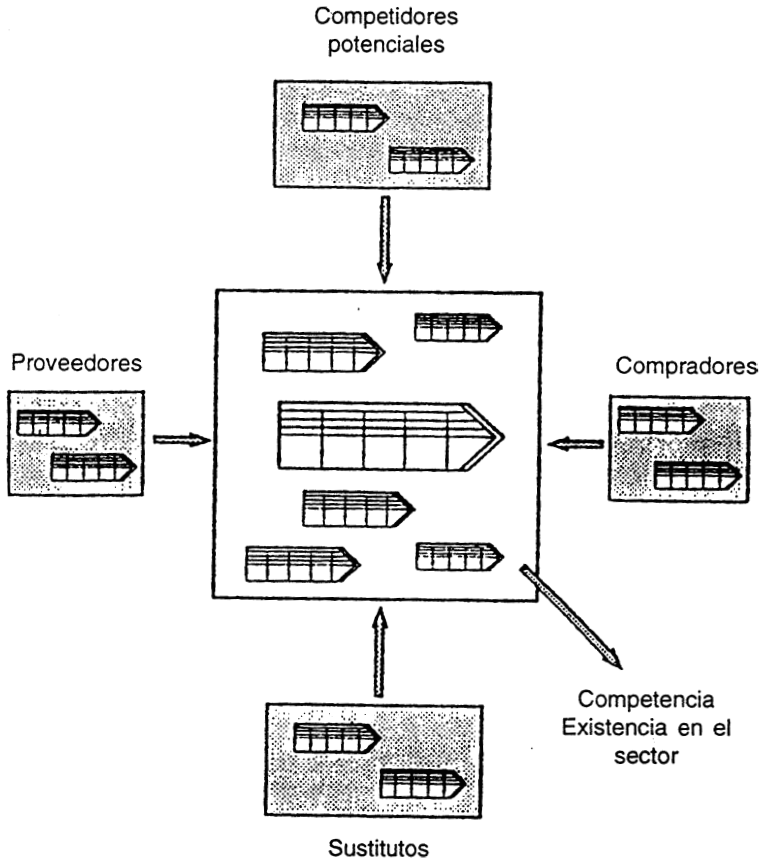 Competidores
potenciales
Proveedores
Compradores
Competencia
Existencia en el
sector
Sustitutos